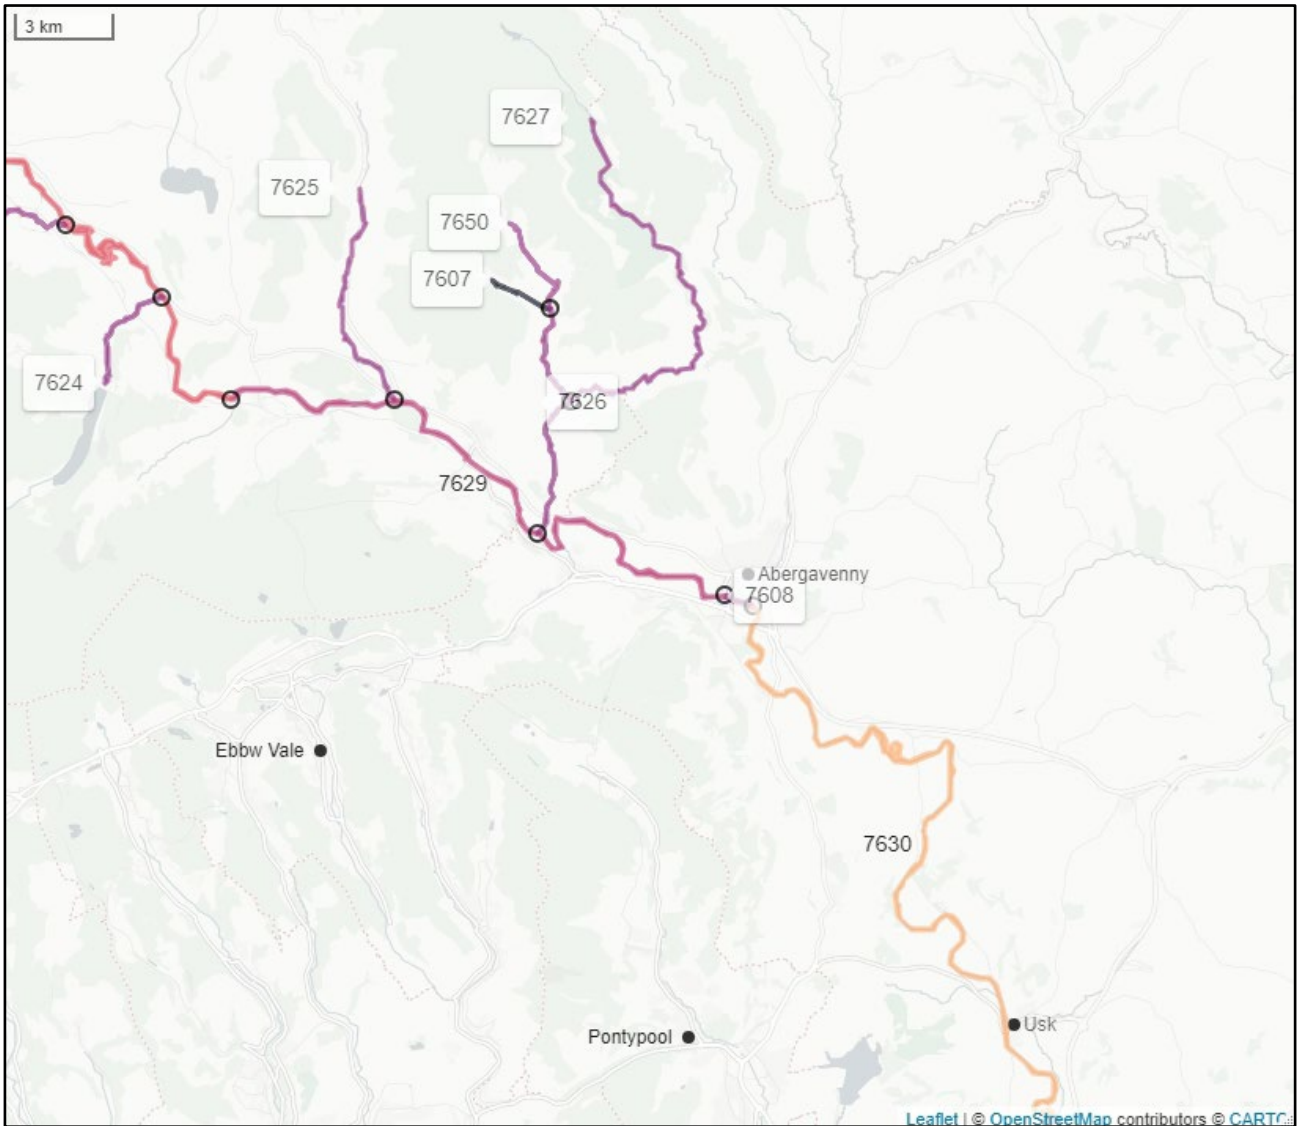 3 km
7627
7625
7650
7607
7624
7626
7629
Abergavenny
7608
Ebbw Vale
7630
Usk
Pontypool
Leaflet | © OpenStreetMap contributors © CARTO